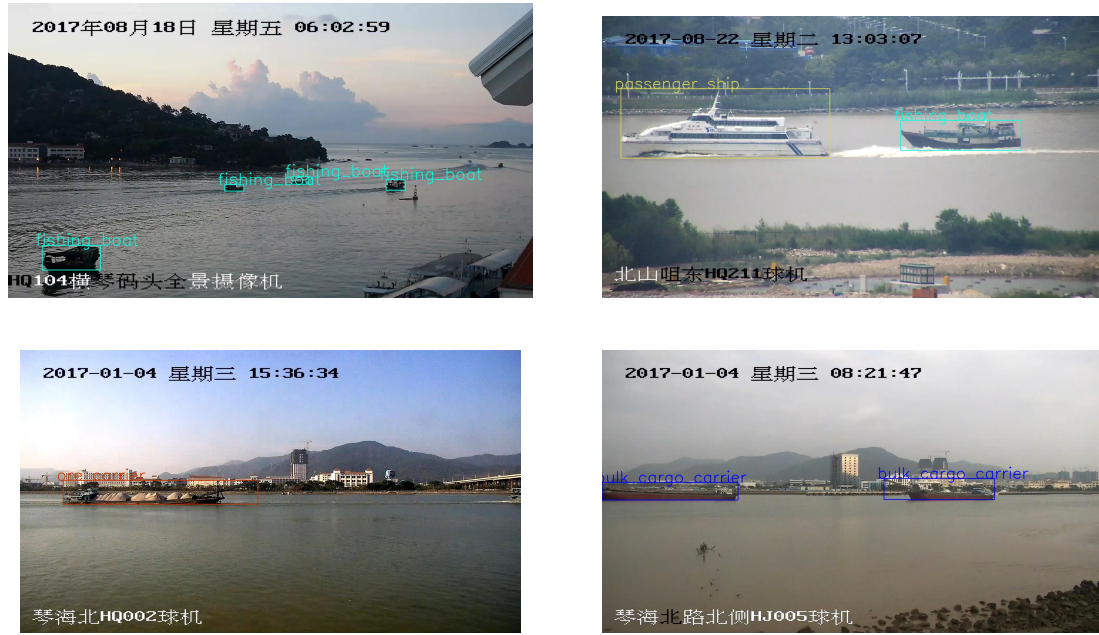 2017年08月18日 星期五 06:02:59
fishing_boat
fishing_boat
fishing_boat
fishing_boat
HQ104横琴码头全景摄像机
2017-08-22 星期二 13:03:07
passenger_ship
fishing_boat
北山咀东HQ211球机
2017-01-04 星期三 15:36:34
ore_carrier
琴海北HQ002球机
2017-01-04 星期三 08:21:47
bulk_cargo_carrier
bulk_cargo_carrier
琴海北路北侧HJ005球机